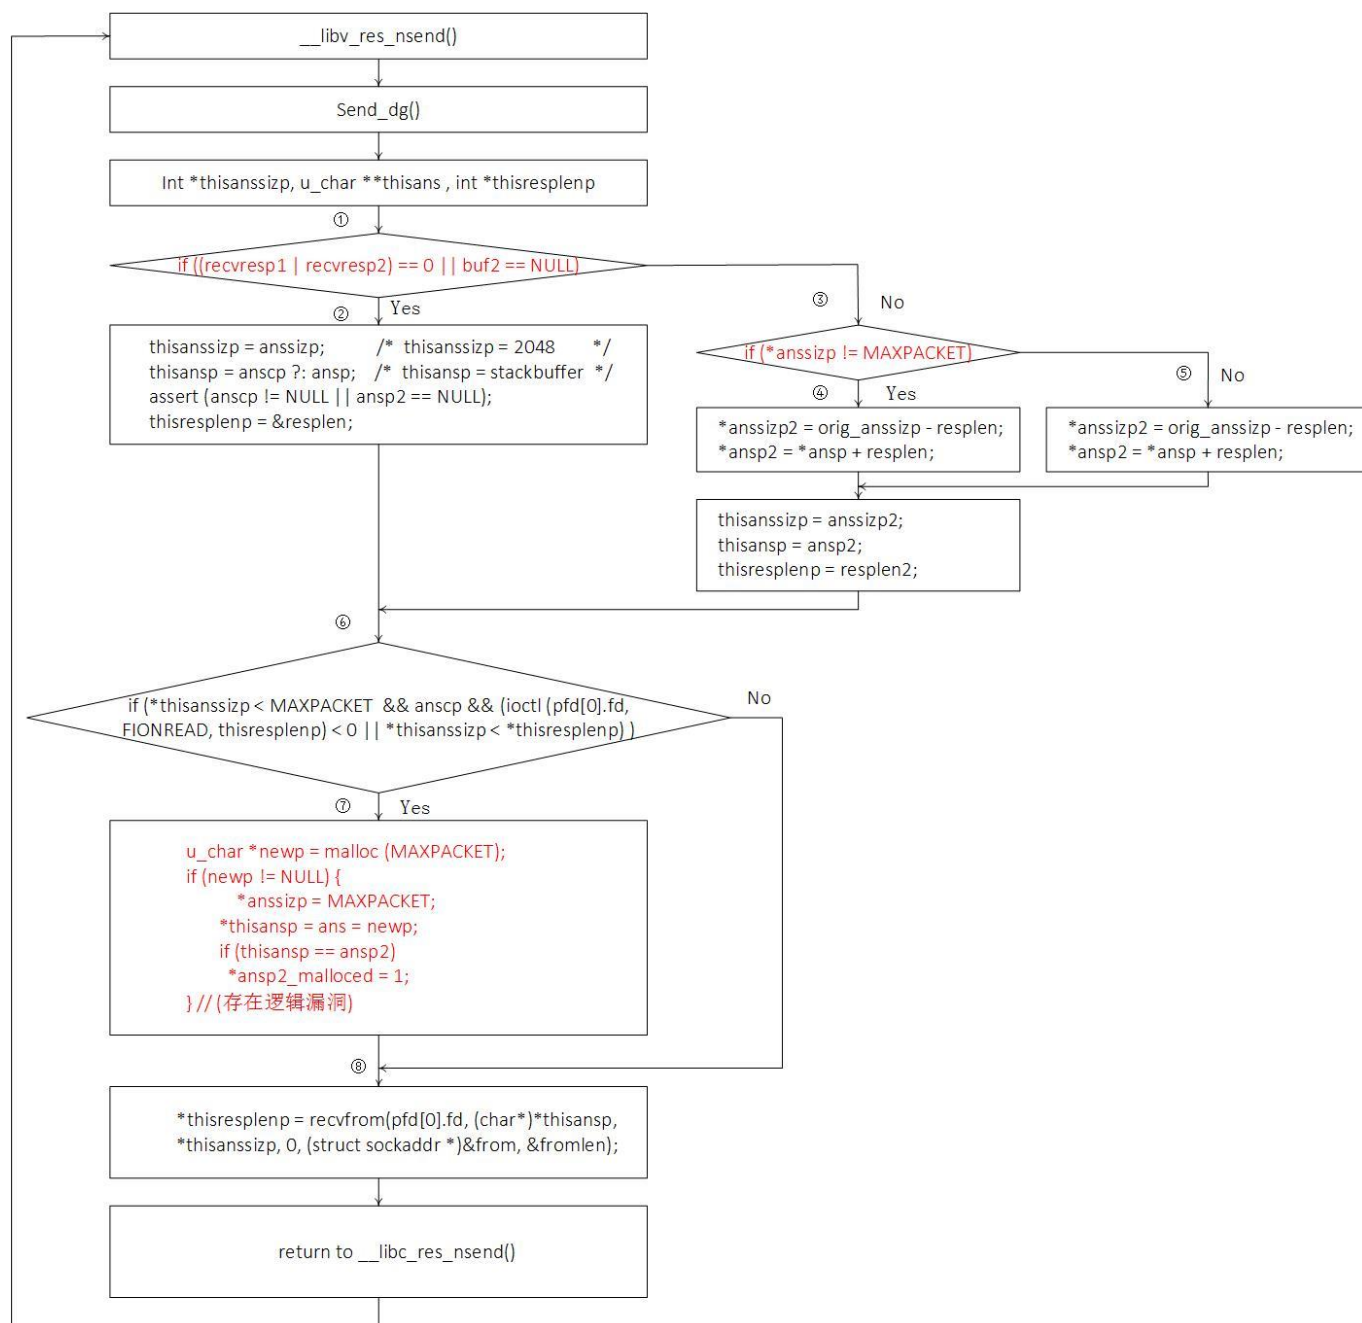 __libv_res_nsend()
Send_dg()
Int *thisanssizp, u_char **thisans , int *thisresplenp
①
if ((recvresp1 | recvresp2) == 0 || buf2 == NULL)
②
Yes
③
No
thisanssizp = anssizp; /* thisanssizp = 2048 */
thisansp = anscp ?: ansp; /* thisansp = stackbuffer */
assert (anscp != NULL || ansp2 == NULL);
thisresplenp = &resplen;
if (*anssizp != MAXPACKET)
④
Yes
⑤
No
*anssizp2 = orig_anssizp - resplen;
*ansp2 = *ansp + resplen;
*anssizp2 = orig_anssizp - resplen;
*ansp2 = *ansp + resplen;
thisanssizp = anssizp2;
thisansp = ansp2;
thisresplenp = resplen2;
⑥
if (*thisanssizp < MAXPACKET && anscp && (ioctl (pfd[0].fd,
FIONREAD, thisresplenp) < 0 || *thisanssizp < *thisresplenp) )
No
⑦
Yes
u_char *newp = malloc (MAXPACKET);
if (newp != NULL) {
*anssizp = MAXPACKET;
*thisansp = ans = newp;
if (thisansp == ansp2)
*ansp2_malloced = 1;
} // (存在逻辑漏洞)
⑧
*thisresplenp = recvfrom(pfd[0].fd, (char*)*thisansp,
*thisanssizp, 0, (struct sockaddr *)&from, &fromlen);
return to __libc_res_nsend()